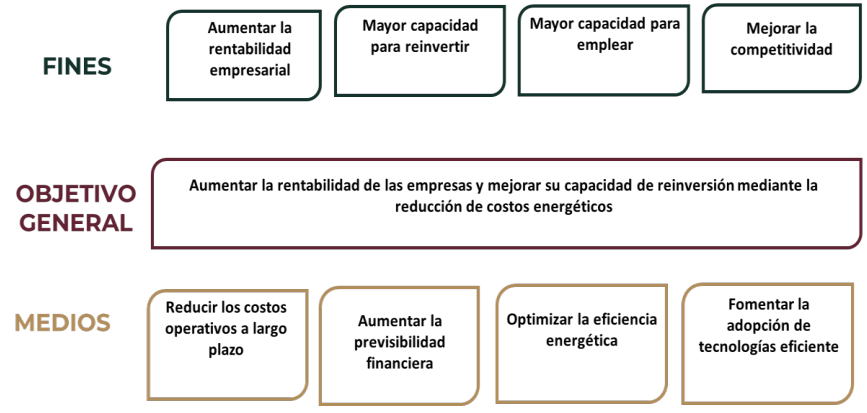 FINES
Aumentar la
rentabilidad
empresarial
Mayor capacidad
para reinvertir
Mayor capacidad para
emplear
Mejorar la
competitividad
OBJETIVO
GENERAL
Aumentar la rentabilidad de las empresas y mejorar su capacidad de reinversión mediante la
reducción de costos energéticos
MEDIOS
Reducir los costos
operativos a largo
plazo
Aumentar la
previsibilidad
financiera
Optimizar la eficiencia
energética
Fomentar la
adopción de
tecnologías eficiente